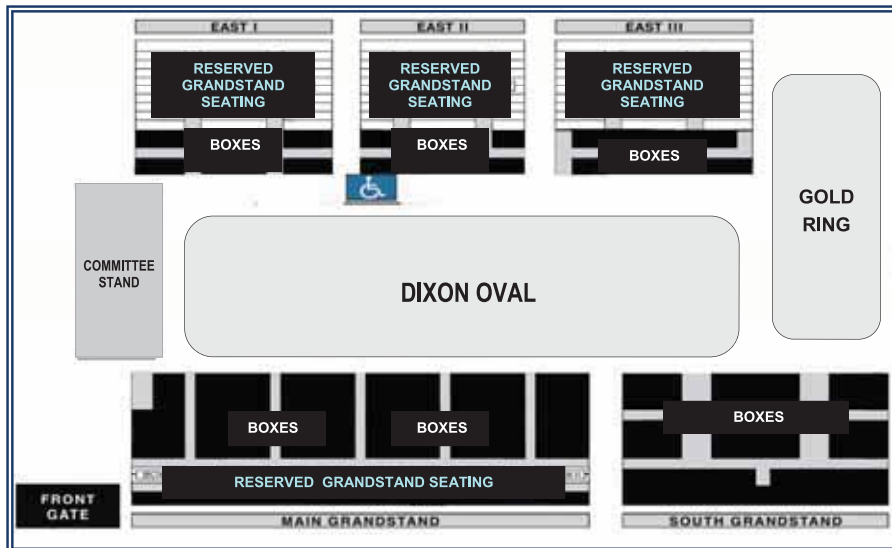 EAST I
EAST II
EAST III
RESERVED
GRANDSTAND
SEATING
RESERVED
GRANDSTAND
SEATING
RESERVED
GRANDSTAND
SEATING
BOXES
BOXES
BOXES
GOLD
RING
COMMITTEE
STAND
DIXON OVAL
BOXES
BOXES
BOXES
RESERVED GRANDSTAND SEATING
FRONT
GATE
MAIN GRANDSTAND
SOUTH GRANDSTAND